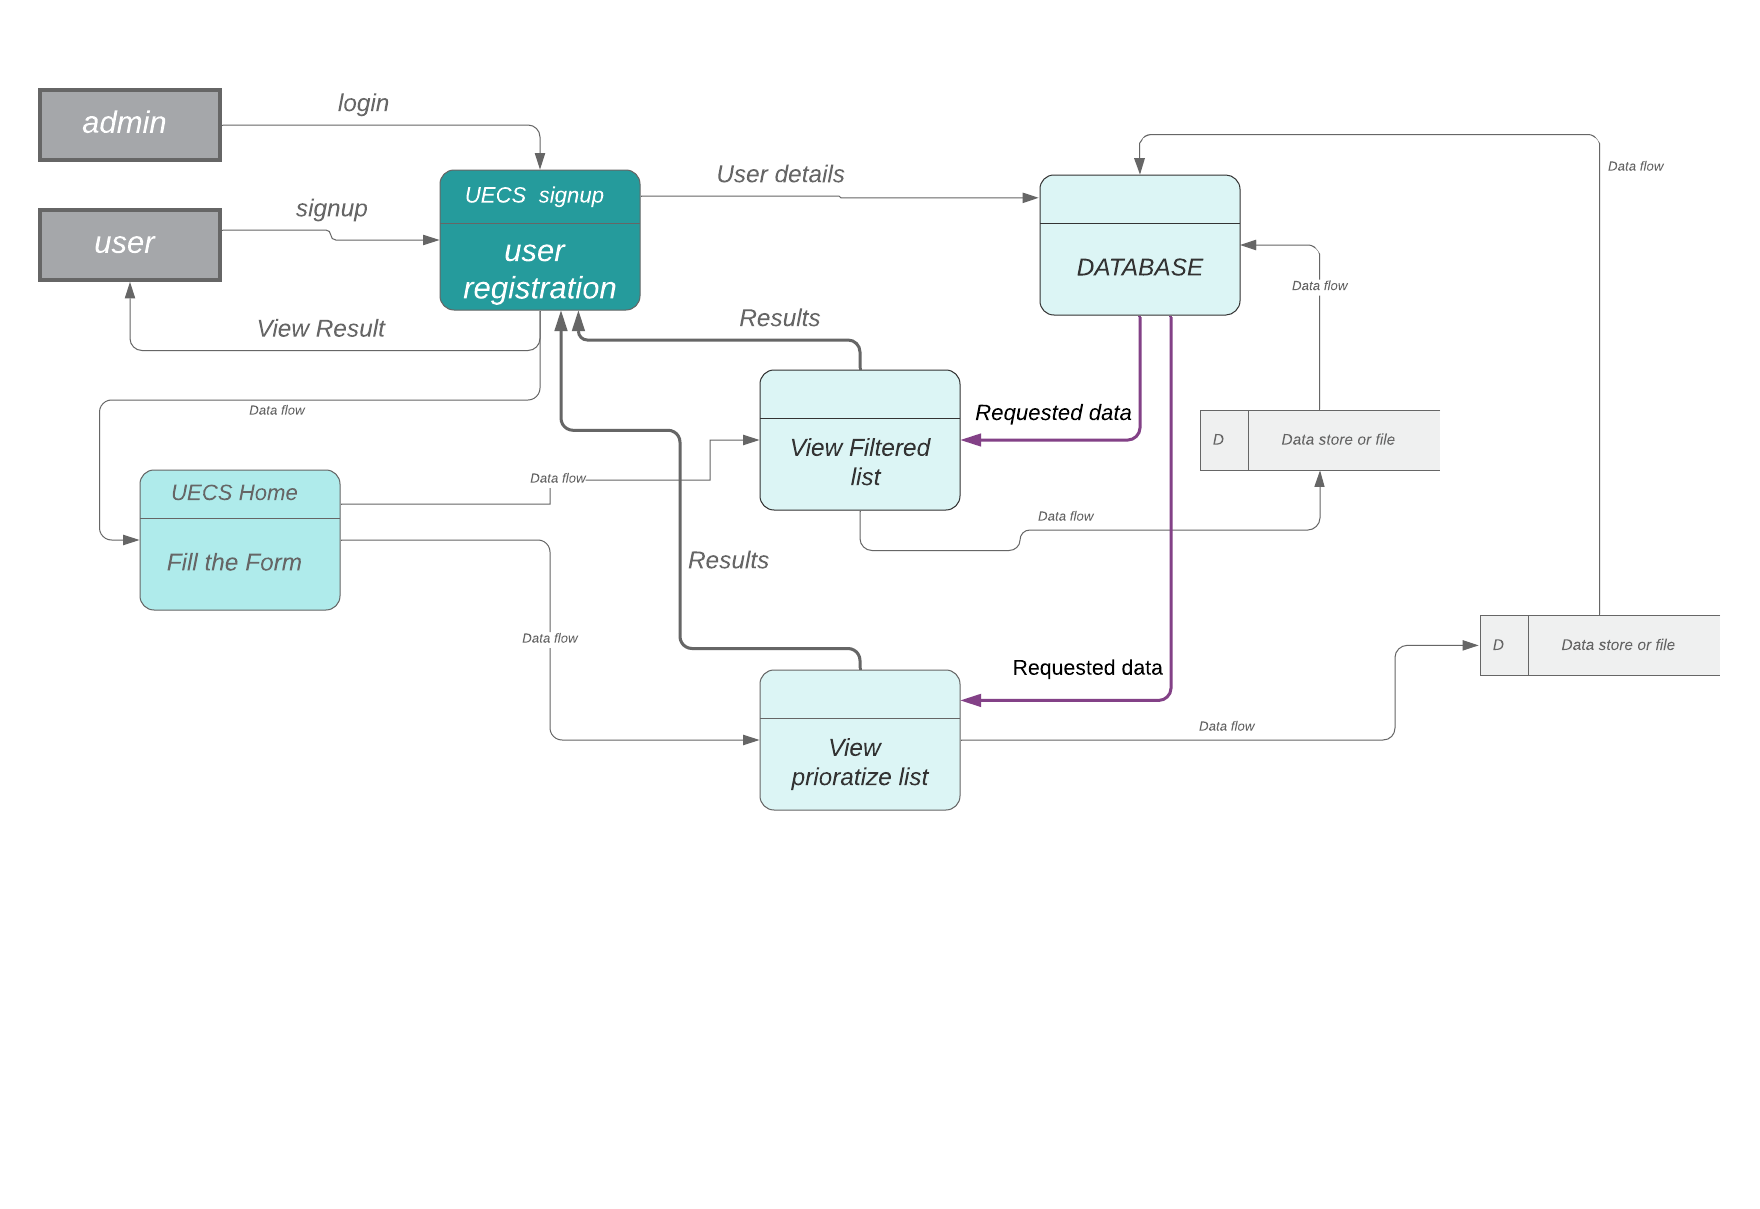 login
admin
Data flow
User details
UECS  signup
signup
user
user
registration
DATABASE
Data flow
Results
View Result
Data flow
Requested data
D
Data store or file
View Filtered
list
Data flow
UECS Home
Data flow
Fill the Form
Results
Data flow
D
Data store or file
Requested data
Data flow
View
prioratize list